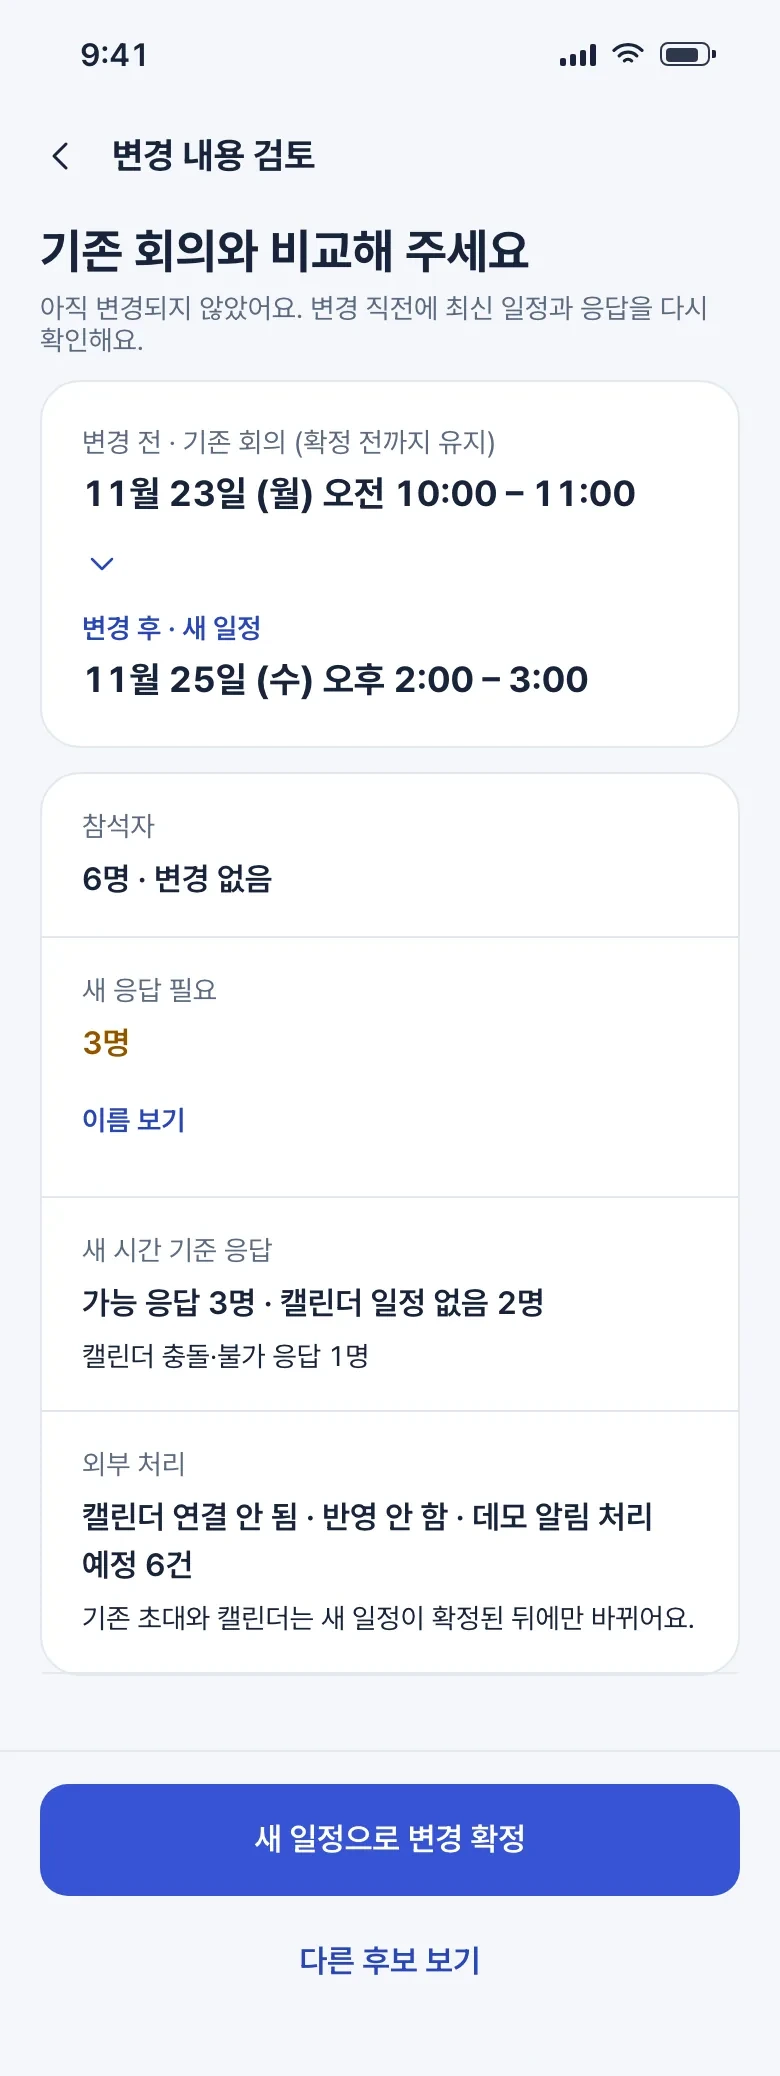 9:41
변경 내용 검토
기존 회의와 비교해 주세요
아직 변경되지 않았어요. 변경 직전에 최신 일정과 응답을 다시
확인해요.
변경 전 · 기존 회의 (확정 전까지 유지)
11월 23일 (월) 오전 10:00 – 11:00
변경 후 · 새 일정
11월 25일 (수) 오후 2:00 – 3:00
참석자
6명 · 변경 없음
새 응답 필요
3명
이름 보기
새 시간 기준 응답
가능 응답 3명 · 캘린더 일정 없음 2명
캘린더 충돌·불가 응답 1명
외부 처리
캘린더 연결 안 됨 · 반영 안 함 · 데모 알림 처리
예정 6건
기존 초대와 캘린더는 새 일정이 확정된 뒤에만 바뀌어요.
새 일정으로 변경 확정
다른 후보 보기